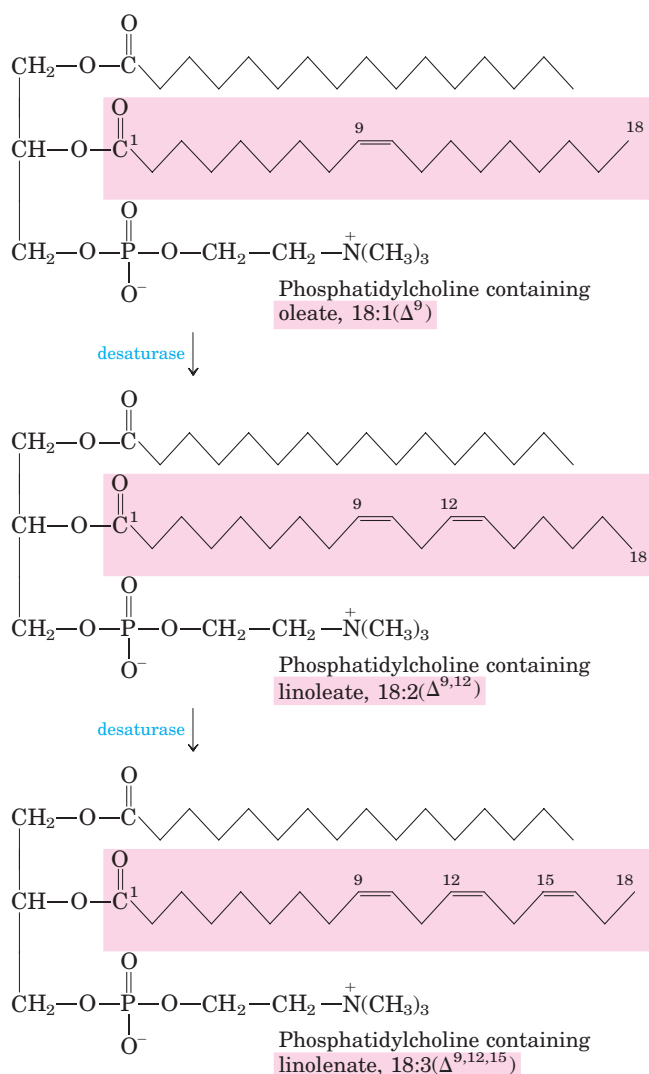 O
CH₂—O—C
O
9
18
CH—O—C¹
O
CH₂—O—P—O—CH₂—CH₂—N⁺(CH₃)₃
O⁻
Phosphatidylcholine containing
oleate, 18:1(Δ⁹)
desaturase
O
CH₂—O—C
O
9
12
CH—O—C¹
18
O
CH₂—O—P—O—CH₂—CH₂—N⁺(CH₃)₃
O⁻
Phosphatidylcholine containing
linoleate, 18:2(Δ⁹,¹²)
desaturase
O
CH₂—O—C
O
9
12
15
18
CH—O—C¹
O
CH₂—O—P—O—CH₂—CH₂—N⁺(CH₃)₃
O⁻
Phosphatidylcholine containing
linolenate, 18:3(Δ⁹,¹²,¹⁵)